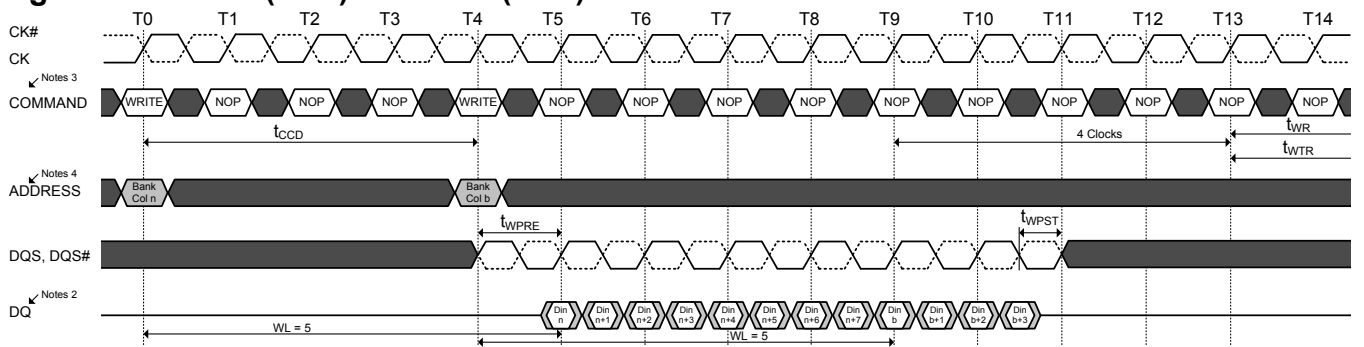 T0 T1 T2 T3 T4 T5 T6 T7 T8 T9 T10 T11 T12 T13 T14
CK#
CK
Notes 3
COMMAND WRITE NOP NOP NOP WRITE NOP NOP NOP NOP NOP NOP NOP NOP NOP NOP
tCCD 4 Clocks tWR
tWTR
Notes 4
ADDRESS Bank Col n Bank Col b
tWPRE tWPST
DQS, DQS#
Notes 2
DQ Din n Din n+1 Din n+2 Din n+3 Din n+4 Din n+5 Din n+6 Din n+7 Din b Din b+1 Din b+2 Din b+3
WL = 5 WL = 5